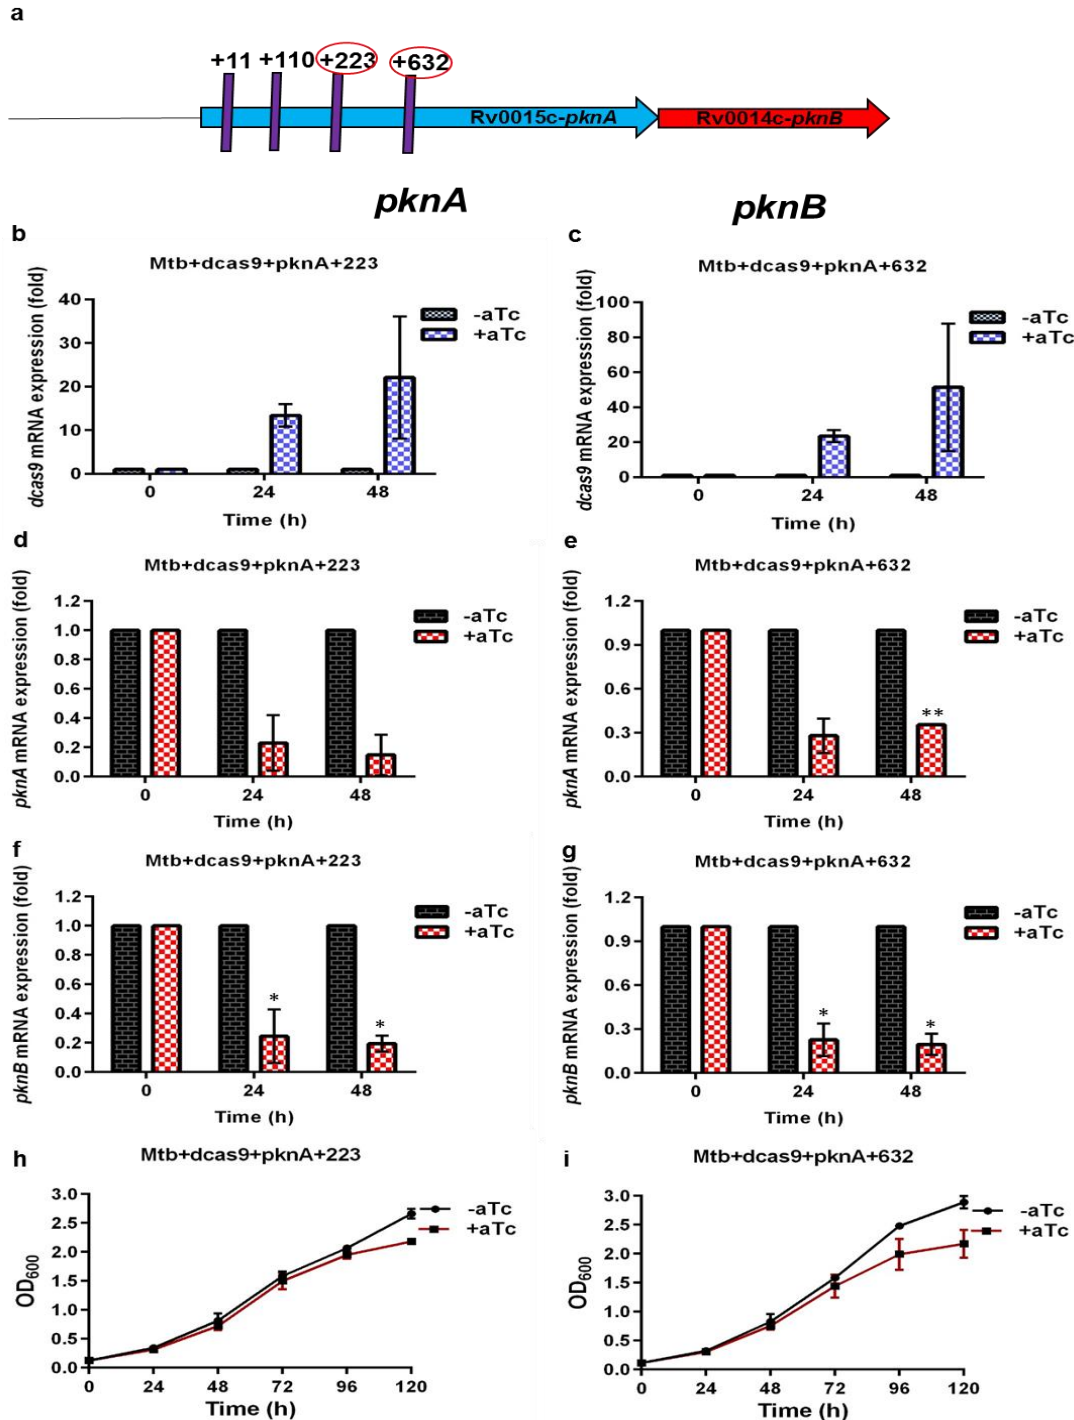 a
+11 +110 +223 +632
Rv0015c-pknA Rv0014c-pknB
pknA pknB
b
Mtb+dcas9+pknA+223
dcas9 mRNA expression (fold)
40
30
20
10
0
0 24 48
Time (h)
-aTc
+aTc
c
Mtb+dcas9+pknA+632
dcas9 mRNA expression (fold)
100
80
60
40
20
0
0 24 48
Time (h)
-aTc
+aTc
d
Mtb+dcas9+pknA+223
pknA mRNA expression (fold)
1.2
1.0
0.8
0.6
0.4
0.2
0.0
0 24 48
Time (h)
-aTc
+aTc
e
Mtb+dcas9+pknA+632
pknA mRNA expression (fold)
1.2
0.9
0.6
0.3
0.0
**
0 24 48
Time (h)
-aTc
+aTc
f
Mtb+dcas9+pknA+223
pknB mRNA expression (fold)
1.2
1.0
0.8
0.6
0.4
0.2
0.0
* *
0 24 48
Time (h)
-aTc
+aTc
g
Mtb+dcas9+pknA+632
pknB mRNA expression (fold)
1.2
0.9
0.6
0.3
0.0
* *
0 24 48
Time (h)
-aTc
+aTc
h
Mtb+dcas9+pknA+223
OD600
3.0
2.5
2.0
1.5
1.0
0.5
0.0
0 24 48 72 96 120
Time (h)
-aTc
+aTc
i
Mtb+dcas9+pknA+632
OD600
3.0
2.5
2.0
1.5
1.0
0.5
0.0
0 24 48 72 96 120
Time (h)
-aTc
+aTc